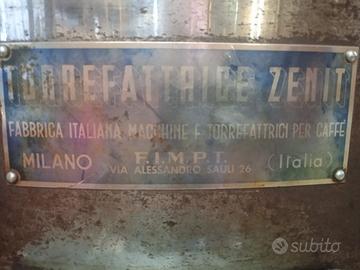 TORREFATTRICE ZENIT
FABBRICA ITALIANA MACCHINE E TORREFATTRICI PER CAFFÈ
MILANO F.I.M.P.T. (Italia)
VIA ALESSANDRO SAULI 26
subito